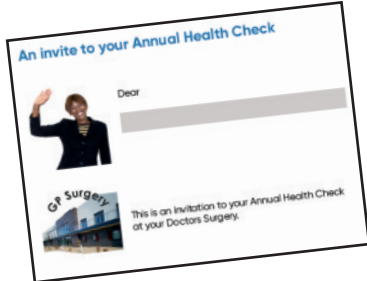 An invite to your Annual Health Check
Dear
GP Surgery
This is an invitation to your Annual Health Check
at your Doctors Surgery.